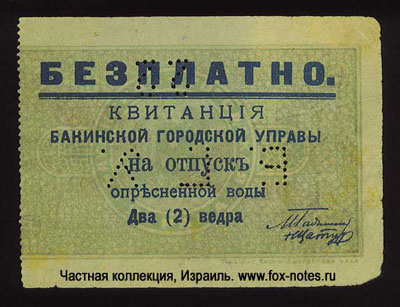 БЕЗПЛАТНО.
КВИТАНЦІЯ
БАКИНСКОЙ ГОРОДСКОЙ УПРАВЫ
на отпускъ
опрѣсненной воды
Два (2) ведра
Частная коллекция, Израиль. www.fox-notes.ru